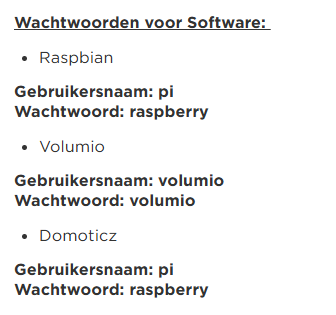 Wachtwoorden voor Software:
• Raspbian
Gebruikersnaam: pi
Wachtwoord: raspberry
• Volumio
Gebruikersnaam: volumio
Wachtwoord: volumio
• Domoticz
Gebruikersnaam: pi
Wachtwoord: raspberry